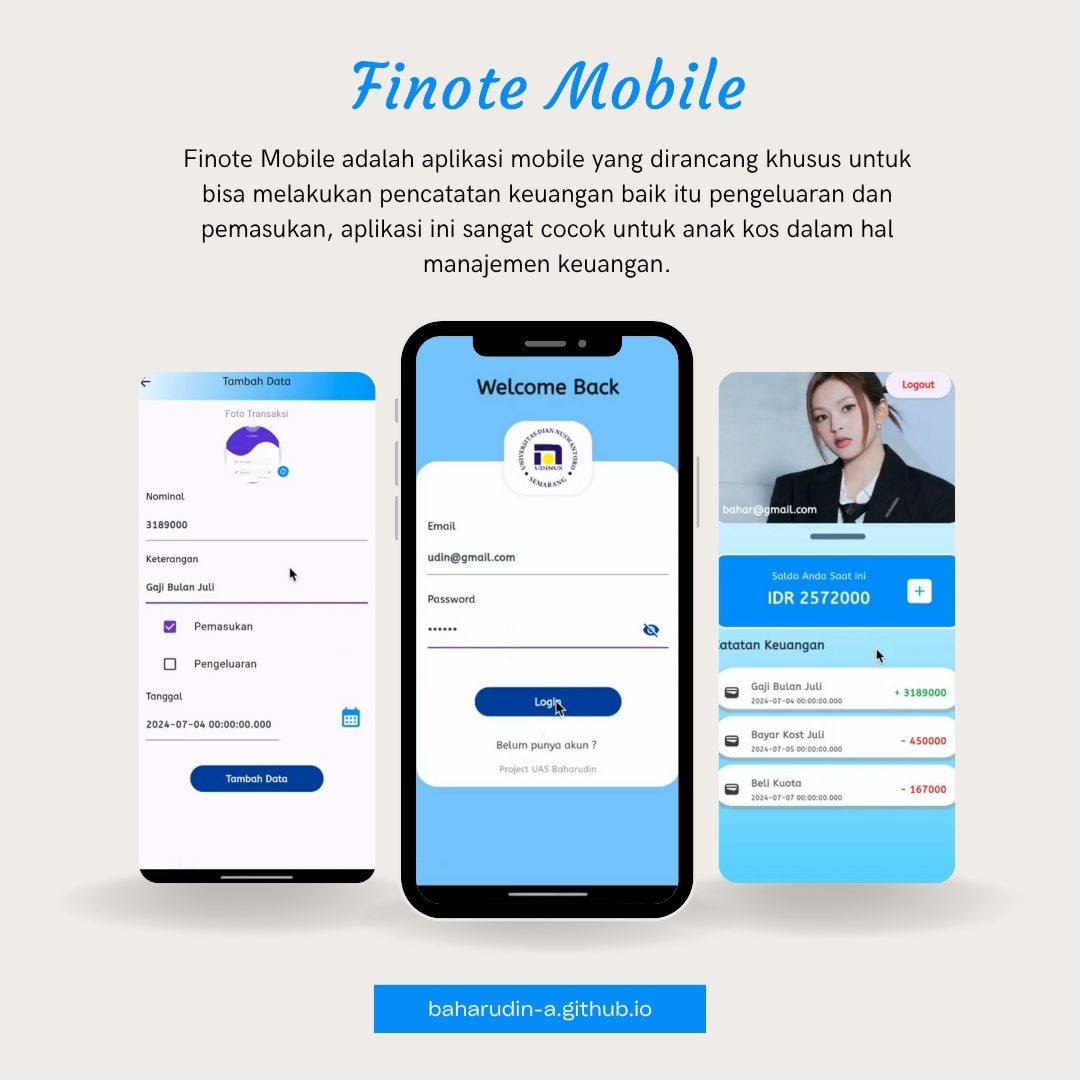 Finote Mobile
Finote Mobile adalah aplikasi mobile yang dirancang khusus untuk
bisa melakukan pencatatan keuangan baik itu pengeluaran dan
pemasukan, aplikasi ini sangat cocok untuk anak kos dalam hal
manajemen keuangan.
Tambah Data
Foto Transaksi
Nominal
3189000
Keterangan
Gaji Bulan Juli
Pemasukan
Pengeluaran
Tanggal
2024-07-04 00:00:00.000
Tambah Data
Welcome Back
UNIVERSITAS DIAN NUSWANTORO
UDINUS
SEMARANG
Email
udin@gmail.com
Password
••••••
Login
Belum punya akun ?
Project UAS Baharudin
Logout
bahar@gmail.com
Saldo Anda Saat ini
IDR 2572000
+
atatan Keuangan
Gaji Bulan Juli
2024-07-04 00:00:00.000
+ 3189000
Bayar Kost Juli
2024-07-05 00:00:00.000
- 450000
Beli Kuota
2024-07-07 00:00:00.000
- 167000
baharudin-a.github.io